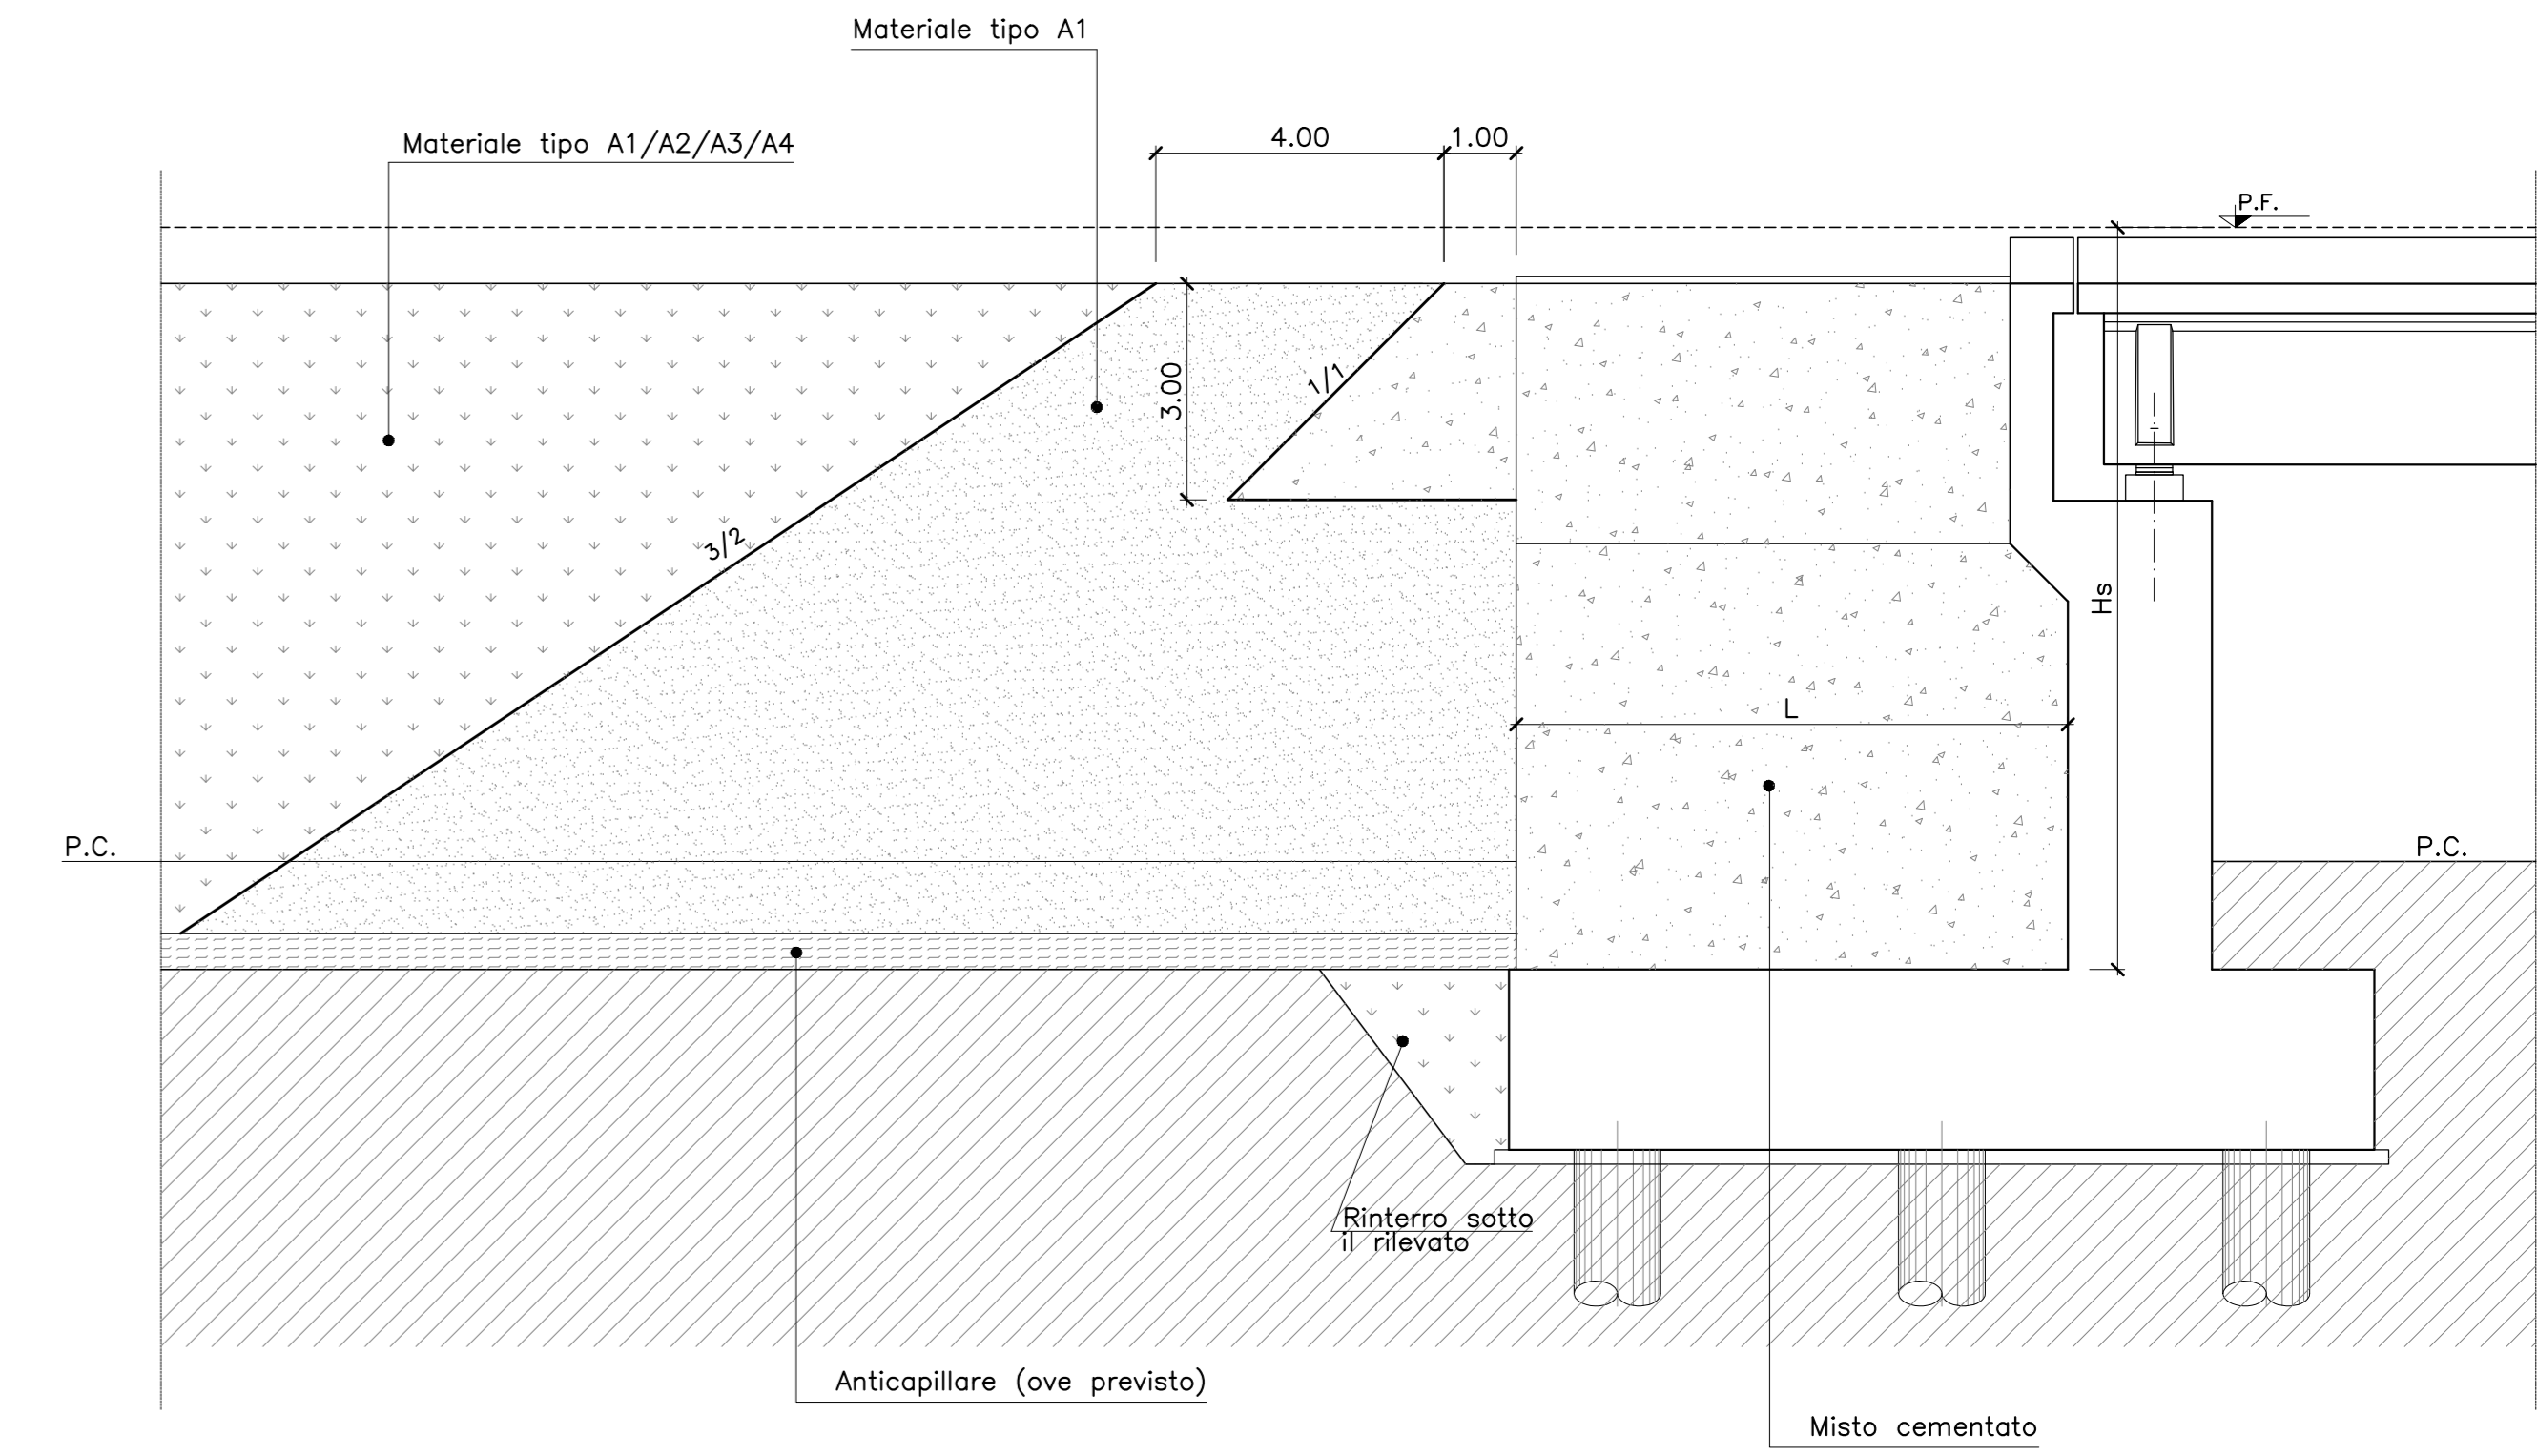 Materiale tipo A1
Materiale tipo A1/A2/A3/A4
4.00
1.00
P.F.
3.00
1/1
3/2
Hs
L
P.C.
P.C.
Rinterro sotto
il rilevato
Anticapillare (ove previsto)
Misto cementato